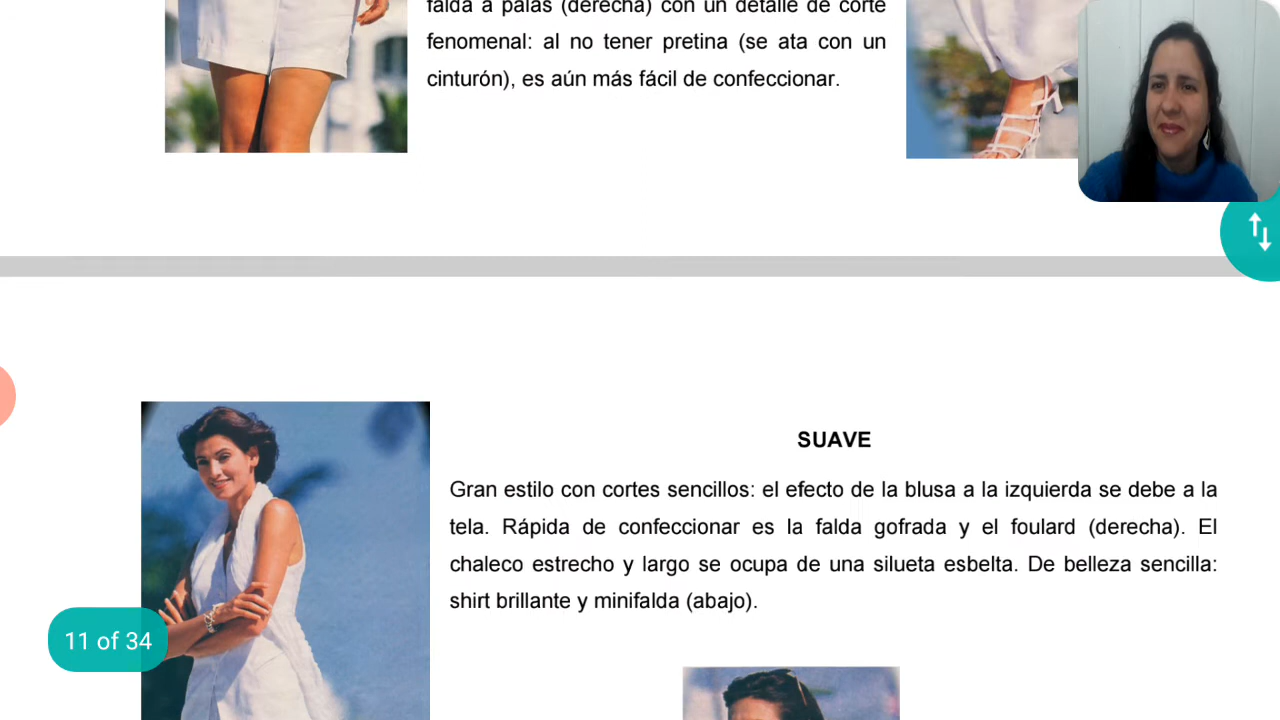 falda a palas (derecha) con un detalle de corte
fenomenal: al no tener pretina (se ata con un
cinturón), es aún más fácil de confeccionar.
SUAVE
Gran estilo con cortes sencillos: el efecto de la blusa a la izquierda se debe a la
tela. Rápida de confeccionar es la falda gofrada y el foulard (derecha). El
chaleco estrecho y largo se ocupa de una silueta esbelta. De belleza sencilla:
shirt brillante y minifalda (abajo).
11 of 34